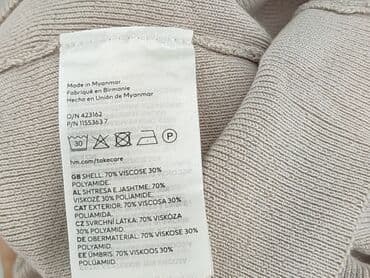 Made in Myanmar
Fabriqué en Birmanie
Hecho en Unión de Myanmar
O/N 423162
P/N 1155363 7
30
P
hm.com/takecare
GB SHELL: 70% VISCOSE 30%
POLYAMIDE.
AL SHTRESA E JASHTME: 70%
VISKOZË 30% POLIAMIDE.
CAT EXTERIOR: 70% VISCOSA 30%
POLIAMIDA.
CZ SVRCHNÍ LÁTKA: 70% VISKÓZA
30% POLYAMID.
DE OBERMATERIAL: 70% VISKOSE
30% POLYAMID.
EE ÜMBRIS: 70% VISKOOS 30%
POLÜAMIID.